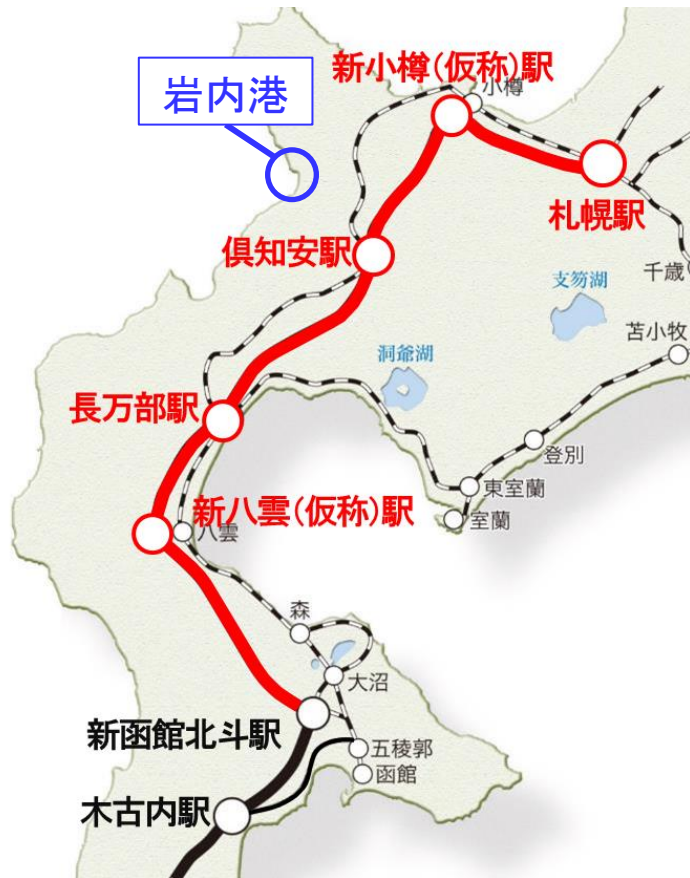 新小樽(仮称)駅
小樽
岩内港
札幌駅
倶知安駅
千歳
支笏湖
苫小牧
洞爺湖
長万部駅
登別
東室蘭
室蘭
新八雲(仮称)駅
八雲
森
大沼
新函館北斗駅
五稜郭
函館
木古内駅